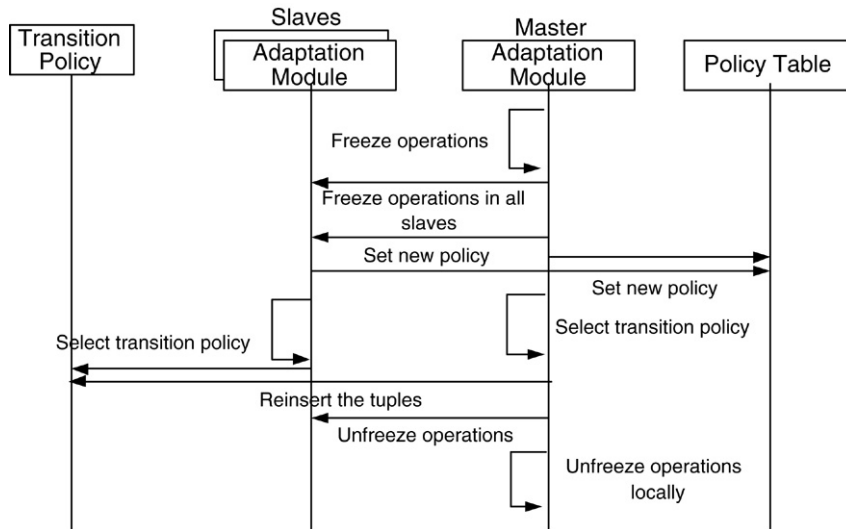 Slaves
Transition
Policy
Adaptation
Module
Master
Adaptation
Module
Policy Table
Freeze operations
Freeze operations in all
slaves
Set new policy
Set new policy
Select transition policy
Select transition policy
Reinsert the tuples
Unfreeze operations
Unfreeze operations
locally